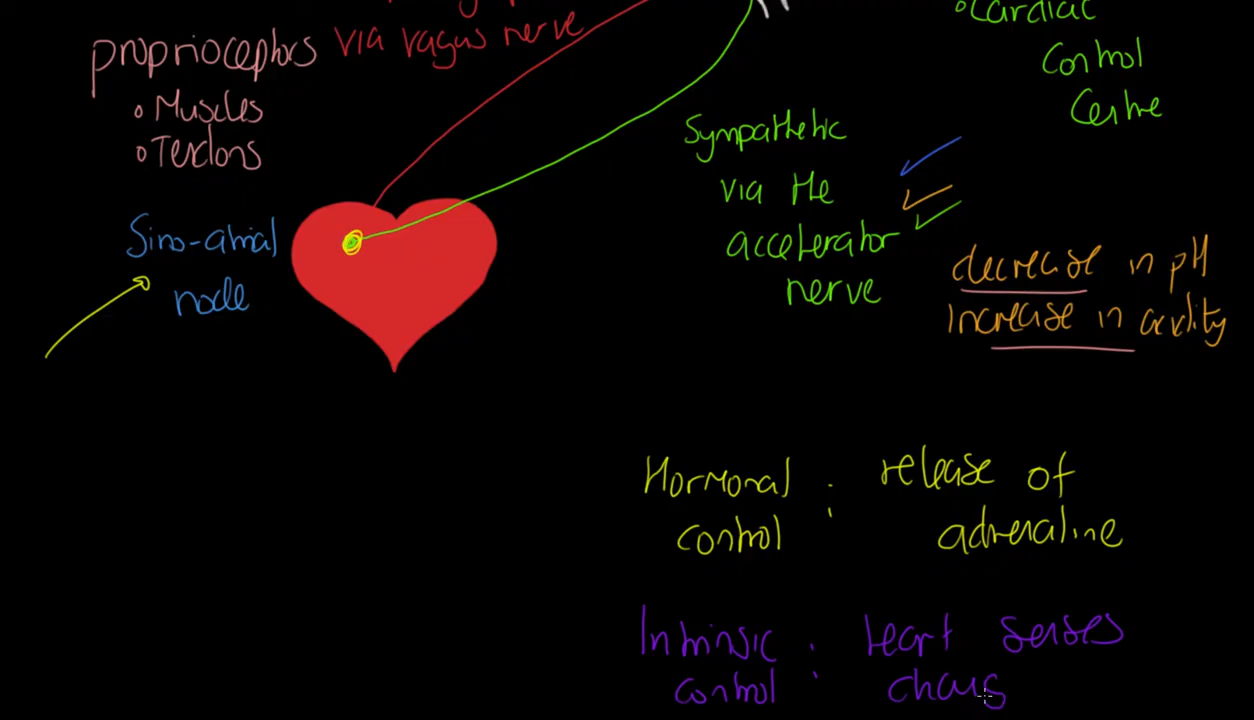 proprioceptors
via vagus nerve
• Muscles
• Tendons
• Cardiac
Control
Centre
Sympathetic
via the
accelerator
nerve
Sino-atrial
node
decrease in pH
increase in acidity
Hormonal : release of
control adrenaline
Intrinsic : heart senses
control chang